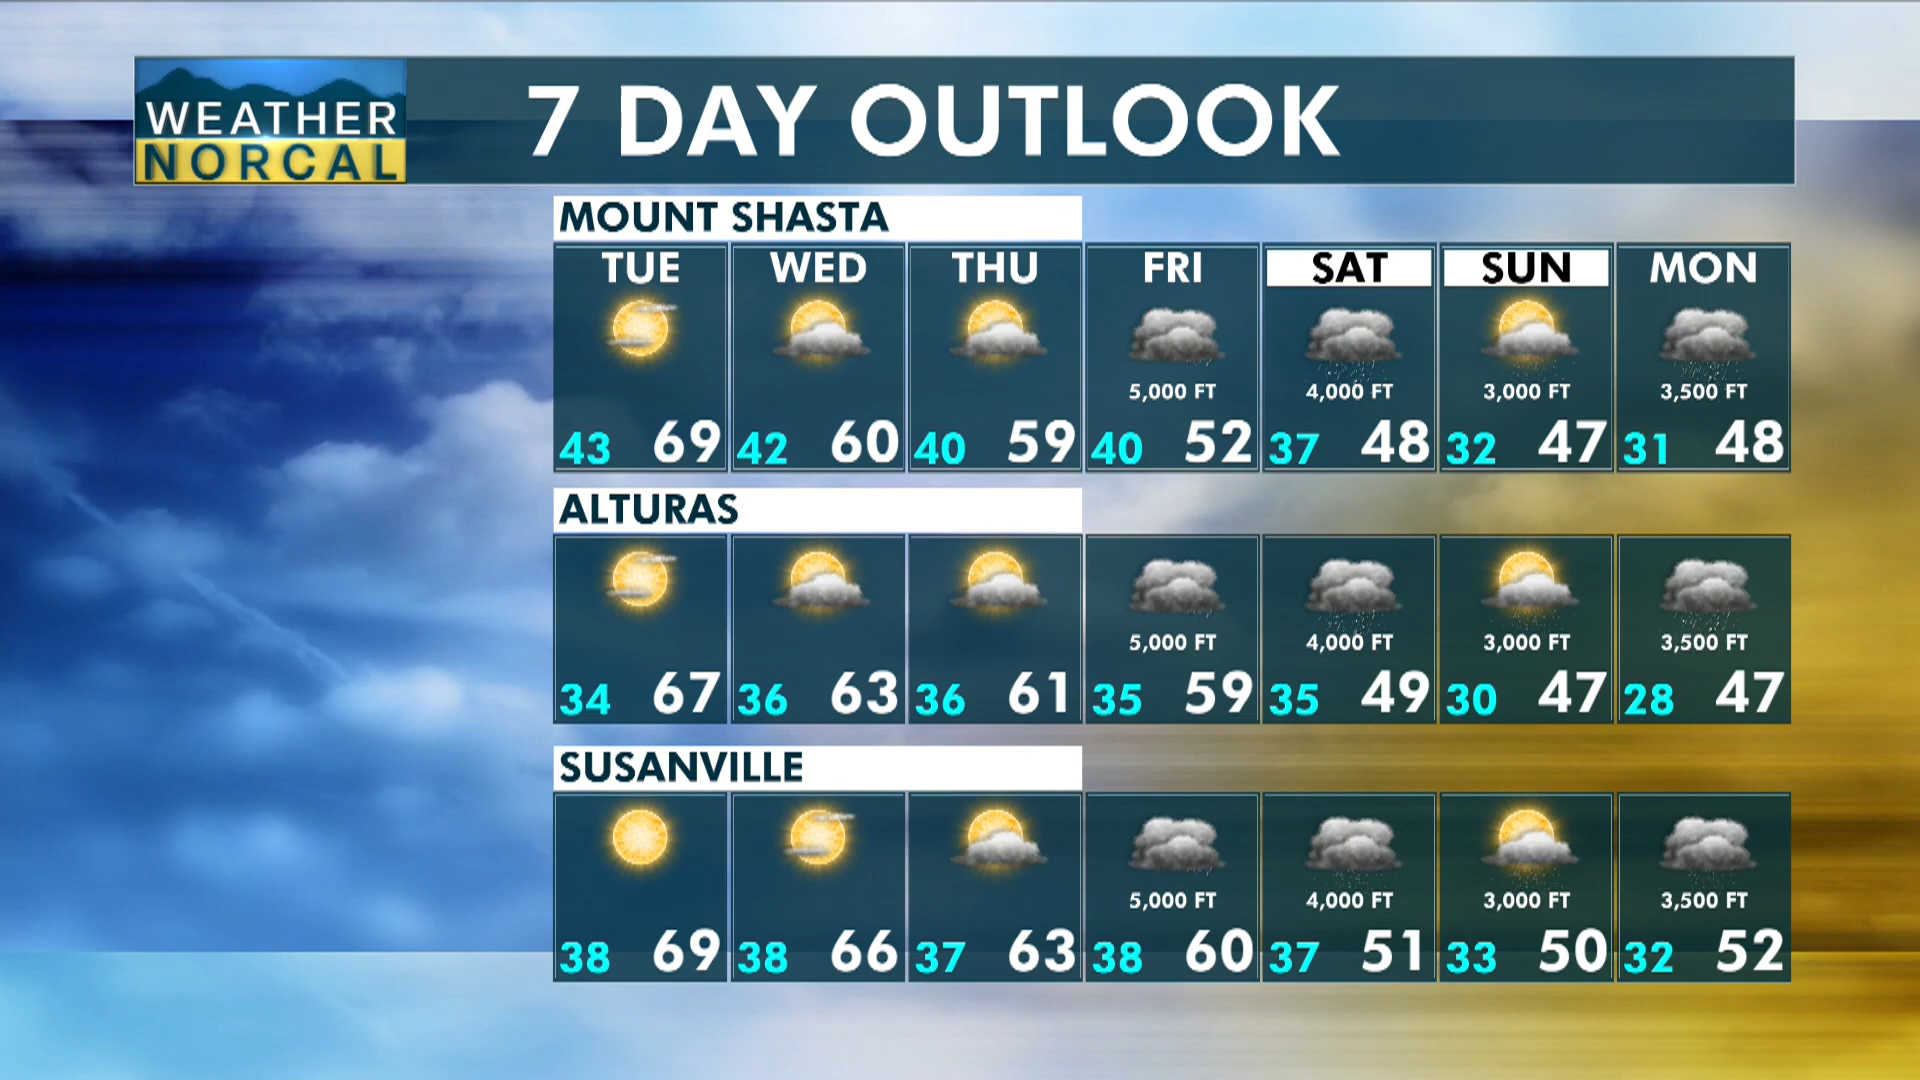 WEATHER
NORCAL
7 DAY OUTLOOK
MOUNT SHASTA
TUE WED THU FRI SAT SUN MON
5,000 FT 4,000 FT 3,000 FT 3,500 FT
43 69 42 60 40 59 40 52 37 48 32 47 31 48
ALTURAS
5,000 FT 4,000 FT 3,000 FT 3,500 FT
34 67 36 63 36 61 35 59 35 49 30 47 28 47
SUSANVILLE
5,000 FT 4,000 FT 3,000 FT 3,500 FT
38 69 38 66 37 63 38 60 37 51 33 50 32 52